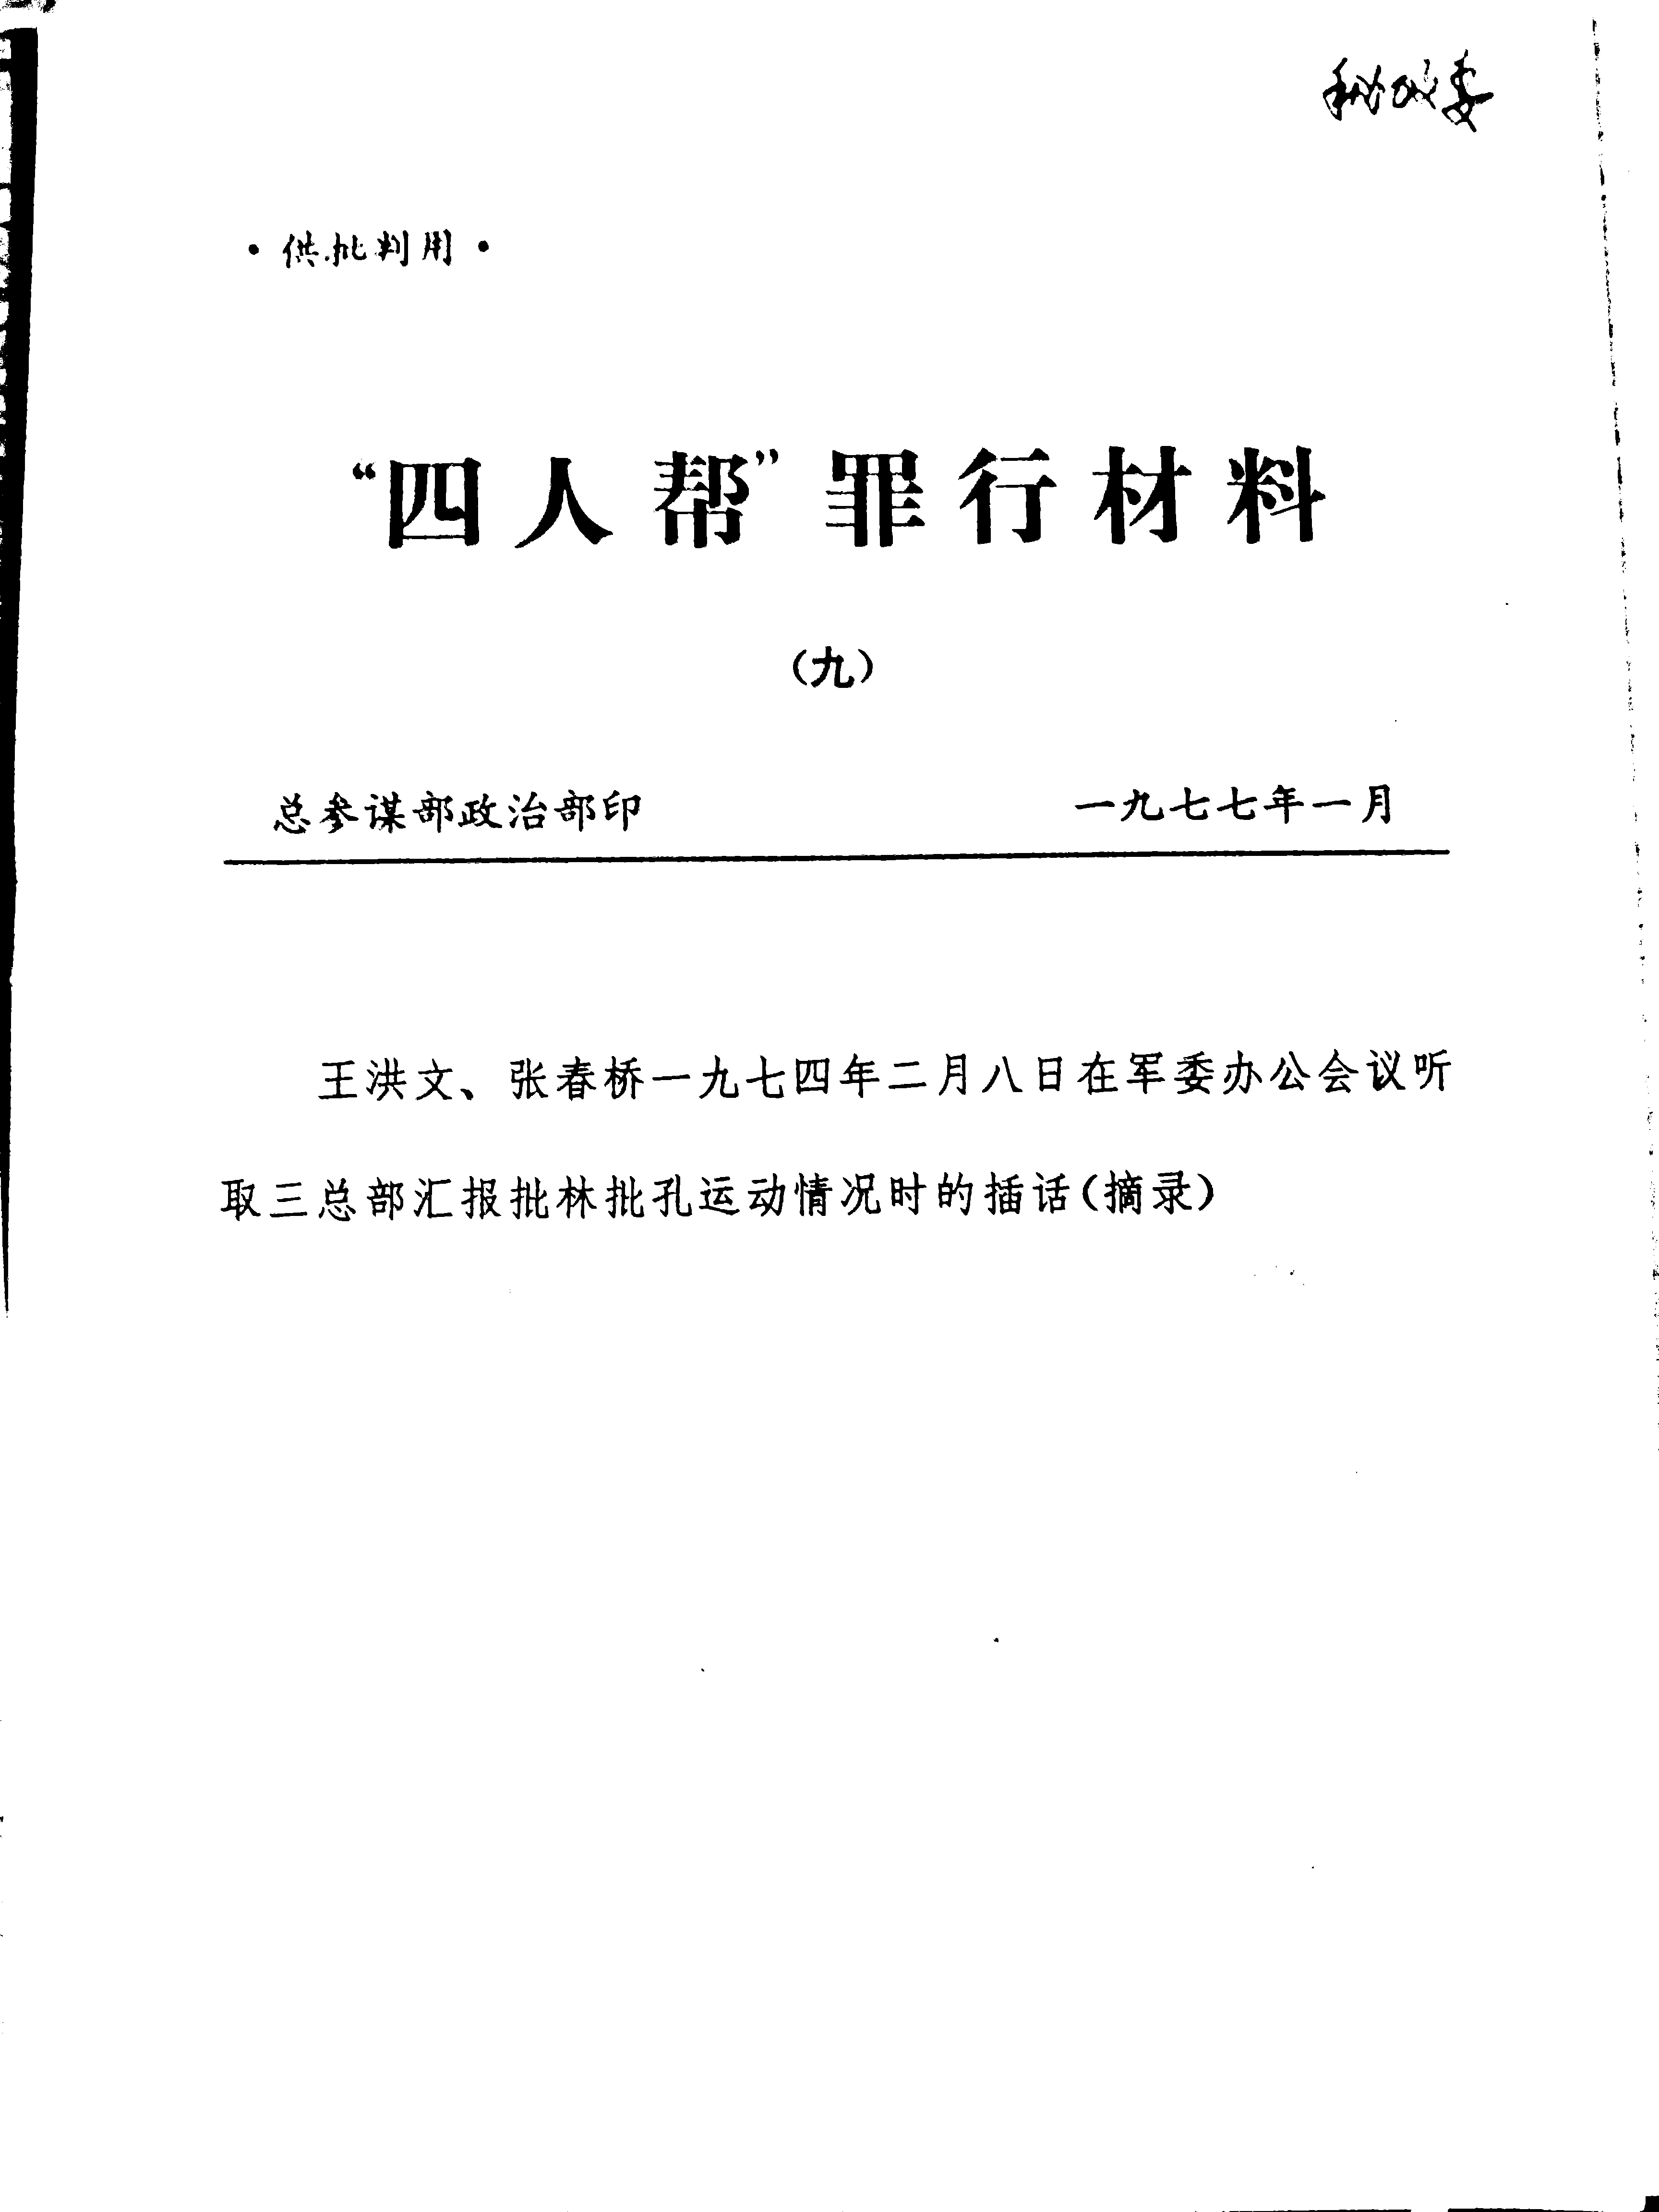 ·供批判用·
“四人帮”罪行材料
(九)
总参谋部政治部印 一九七七年一月
王洪文、张春桥一九七四年二月八日在军委办公会议听
取三总部汇报批林批孔运动情况时的插话(摘录)